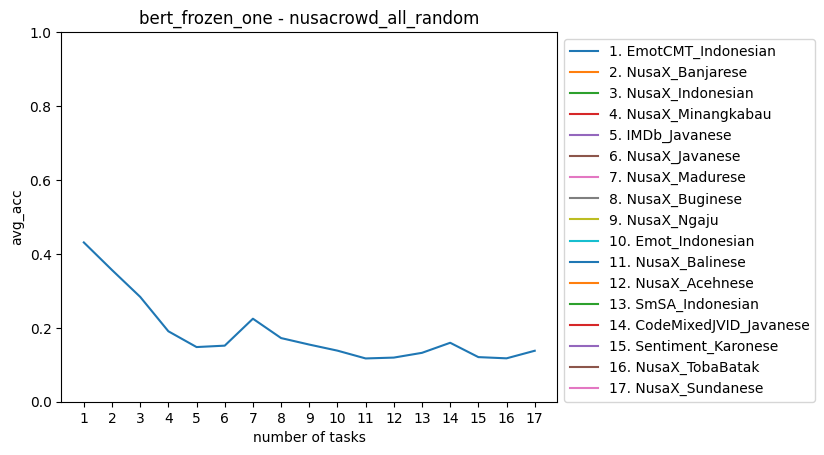 bert_frozen_one - nusacrowd_all_random
avg_acc
1.0
0.8
0.6
0.4
0.2
0.0
1 2 3 4 5 6 7 8 9 10 11 12 13 14 15 16 17
number of tasks
1. EmotCMT_Indonesian
2. NusaX_Banjarese
3. NusaX_Indonesian
4. NusaX_Minangkabau
5. IMDb_Javanese
6. NusaX_Javanese
7. NusaX_Madurese
8. NusaX_Buginese
9. NusaX_Ngaju
10. Emot_Indonesian
11. NusaX_Balinese
12. NusaX_Acehnese
13. SmSA_Indonesian
14. CodeMixedJVID_Javanese
15. Sentiment_Karonese
16. NusaX_TobaBatak
17. NusaX_Sundanese